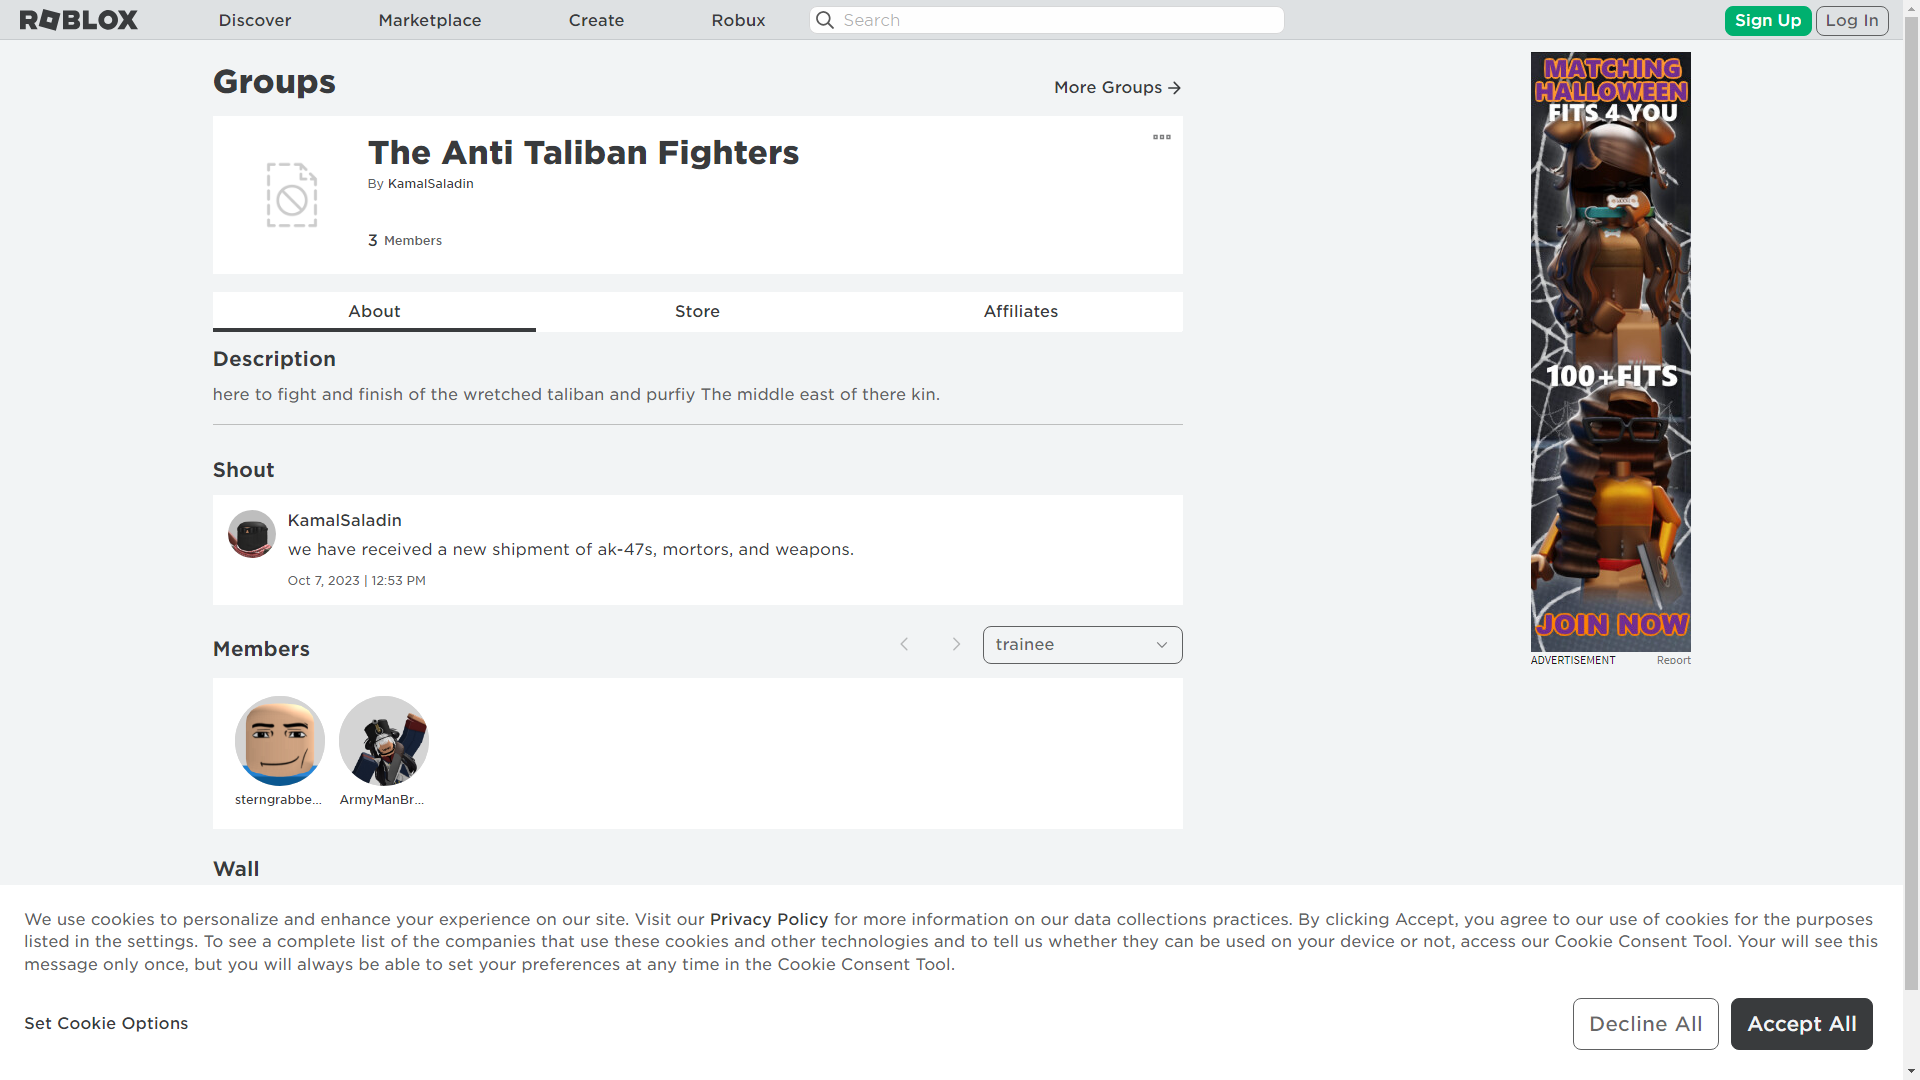 ROBLOX
Discover
Marketplace
Create
Robux
Search
Sign Up
Log In
Groups
More Groups
The Anti Taliban Fighters
By KamalSaladin
3 Members
About
Store
Affiliates
Description
here to fight and finish of the wretched taliban and purfiy The middle east of there kin.
Shout
KamalSaladin
we have received a new shipment of ak-47s, mortors, and weapons.
Oct 7, 2023 | 12:53 PM
Members
trainee
sterngrabbe...
ArmyManBr...
Wall
MATCHING
HALLOWEEN
FITS 4 YOU
100+FITS
JOIN NOW
ADVERTISEMENT
Report
We use cookies to personalize and enhance your experience on our site. Visit our Privacy Policy for more information on our data collections practices. By clicking Accept, you agree to our use of cookies for the purposes
listed in the settings. To see a complete list of the companies that use these cookies and other technologies and to tell us whether they can be used on your device or not, access our Cookie Consent Tool. Your will see this
message only once, but you will always be able to set your preferences at any time in the Cookie Consent Tool.
Set Cookie Options
Decline All
Accept All